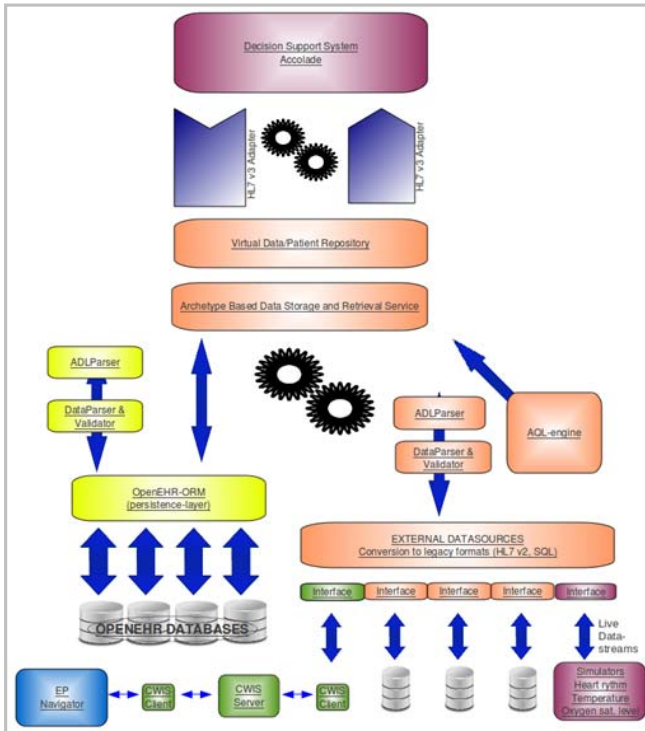 Decision Support System
Accolade
HL7 v3 Adapter
HL7 v3 Adapter
Virtual Data/Patient Repository
Archetype Based Data Storage and Retrieval Service
ADLParser
DataParser &
Validator
ADLParser
DataParser &
Validator
AQL-engine
OpenEHR-ORM
(persistence-layer)
EXTERNAL DATASOURCES
Conversion to legacy formats (HL7 v2, SQL)
Interface
Interface
Interface
Interface
Interface
OPENEHR DATABASES
Live
Data-
streams
EP
Navigator
CWIS
Client
CWIS
Server
CWIS
Client
Simulators
Heart rythm
Temperature
Oxygen sat. level